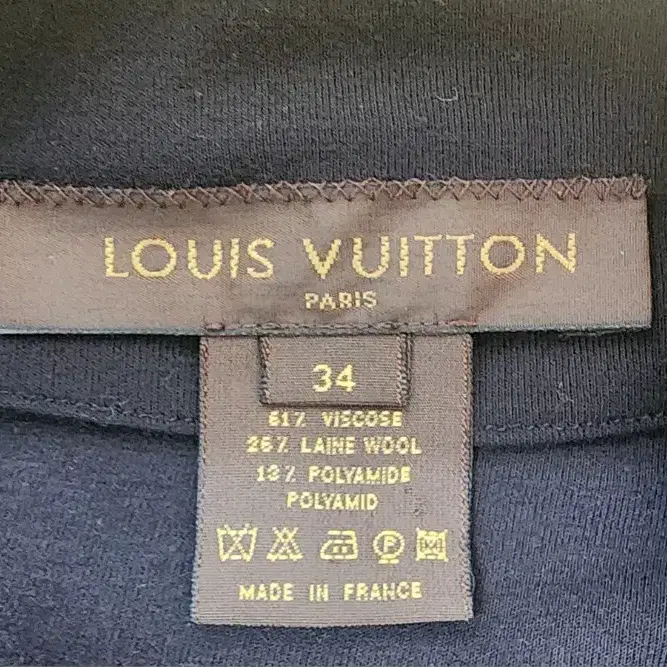 LOUIS VUITTON
PARIS
34
61% VISCOSE
26% LAINE WOOL
13% POLYAMIDE
POLYAMID
P
MADE IN FRANCE